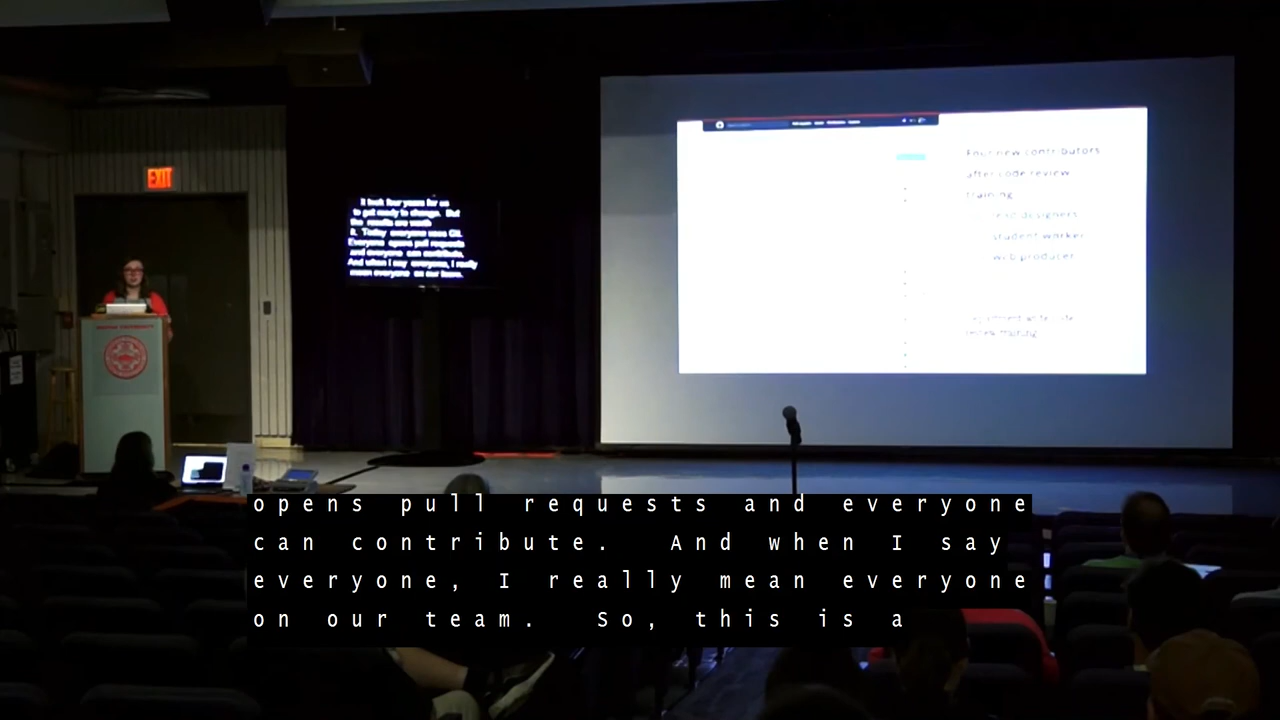 EXIT
It took four years for us
to get ready to change. But
the results are worth
it. Today everyone uses Git.
Everyone opens pull requests
and everyone can contribute.
And when I say everyone, I really
mean everyone on our team.
Four new contributors
after code review
training
designers
student worker
web producer
review training
opens pull requests and everyone
can contribute. And when I say
everyone, I really mean everyone
on our team. So, this is a